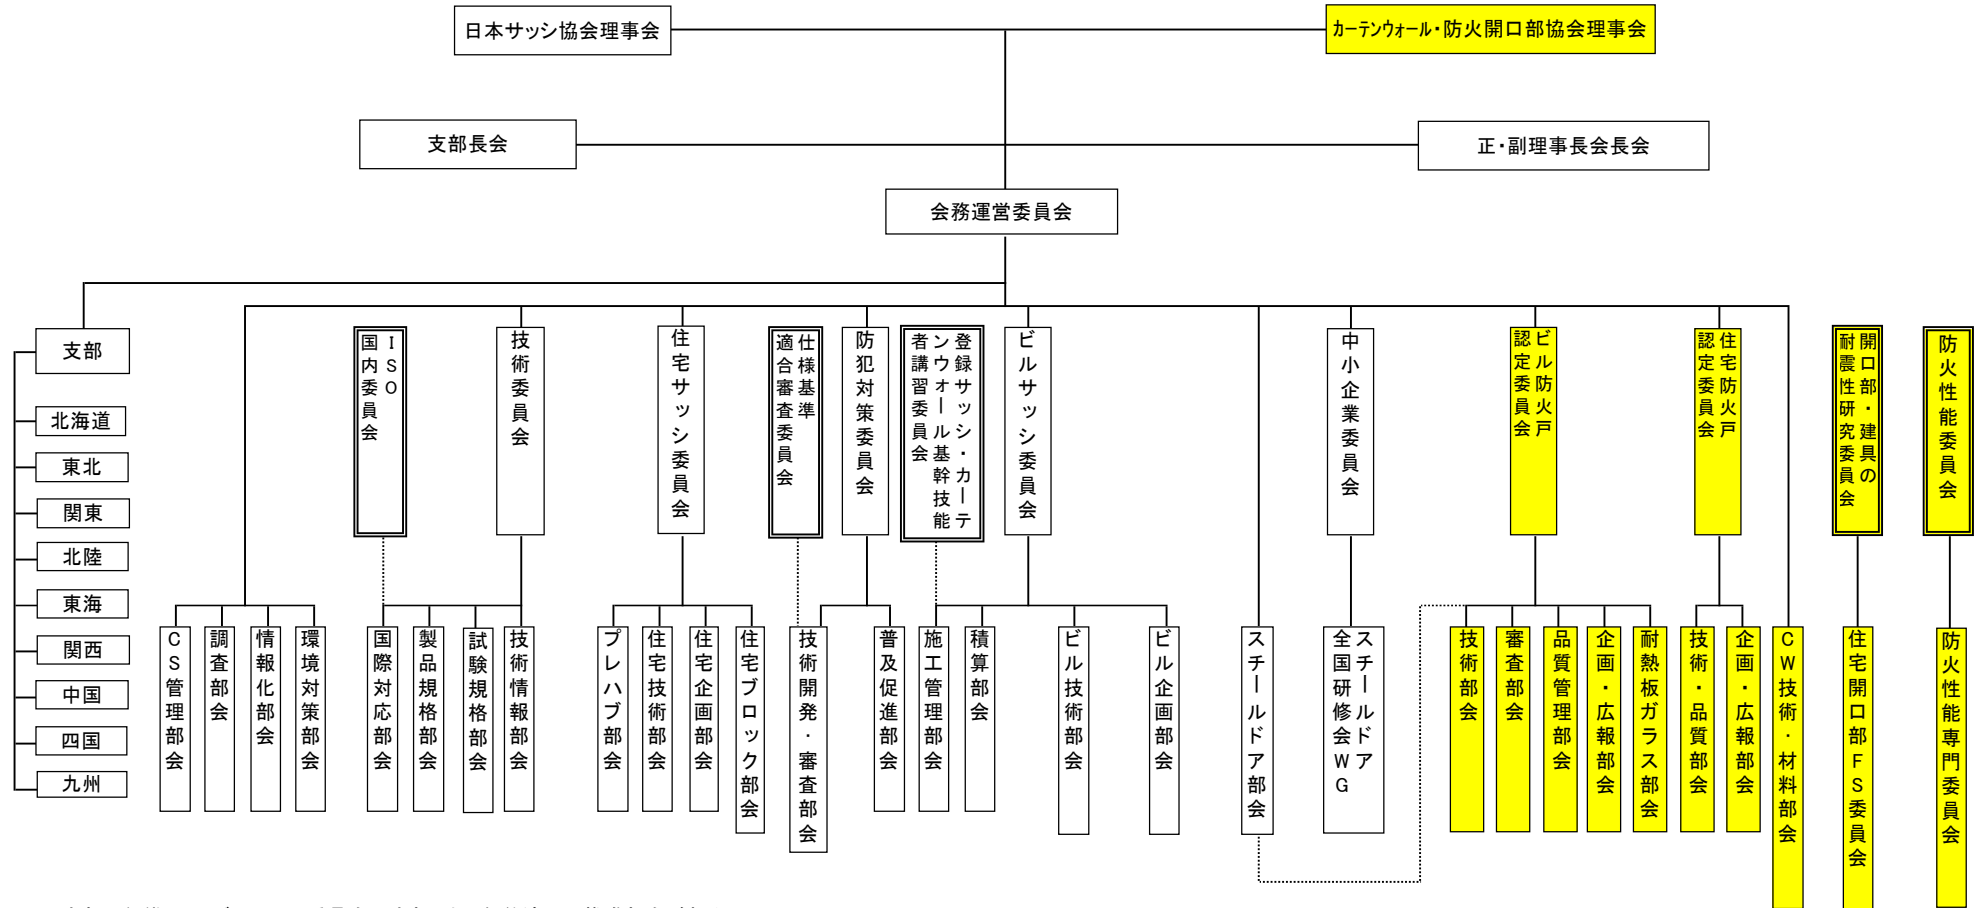 日本サッシ協会理事会
カーテンウォール・防火開口部協会理事会
支部長会
正・副理事長会長会
会務運営委員会
支部
北海道
東北
関東
北陸
東海
関西
中国
四国
九州
ISO
国内委員会
技術委員会
住宅サッシ委員会
仕様基準
適合審査委員会
防犯対策委員会
登録サッシ・カーテ
ンウォール基幹技能
者講習委員会
ビルサッシ委員会
中小企業委員会
ビル防火戸
認定委員会
住宅防火戸
認定委員会
開口部・建具の
耐震性研究委員会
防火性能委員会
CS管理部会
調査部会
情報化部会
環境対策部会
国際対応部会
製品規格部会
試験規格部会
技術情報部会
プレハブ部会
住宅技術部会
住宅企画部会
住宅ブロック部会
技術開発・審査部会
普及促進部会
施工管理部会
積算部会
ビル技術部会
ビル企画部会
スチールドア部会
スチールドア
全国研修会WG
技術部会
審査部会
品質管理部会
企画・広報部会
耐熱板ガラス部会
技術・品質部会
企画・広報部会
CW技術・材料部会
住宅開口部FS委員会
防火性能専門委員会